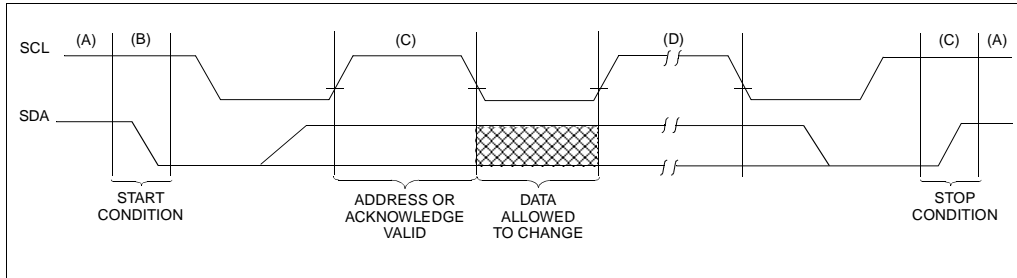 (A) (B) (C) (D) (C) (A)
SCL
SDA
START
CONDITION
ADDRESS OR
ACKNOWLEDGE
VALID
DATA
ALLOWED
TO CHANGE
STOP
CONDITION